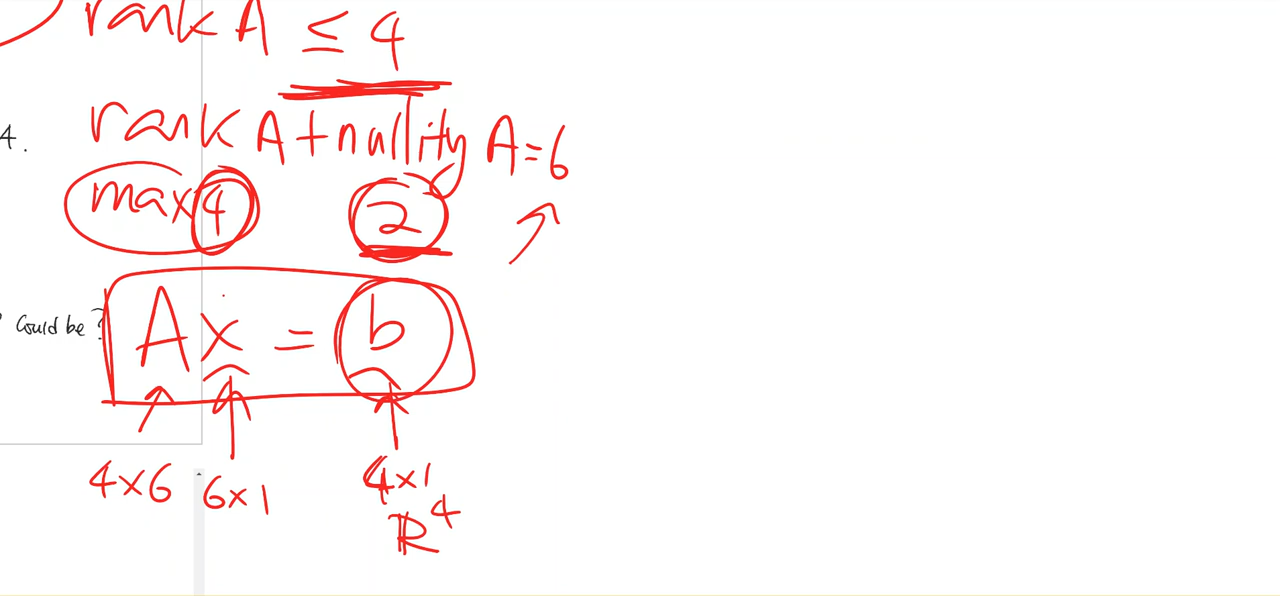 rank A ≤ 4
4.
rank A + nullity A = 6
max 4
2
Could be?
Ax = b
4×6 6×1 4×1
ℝ⁴